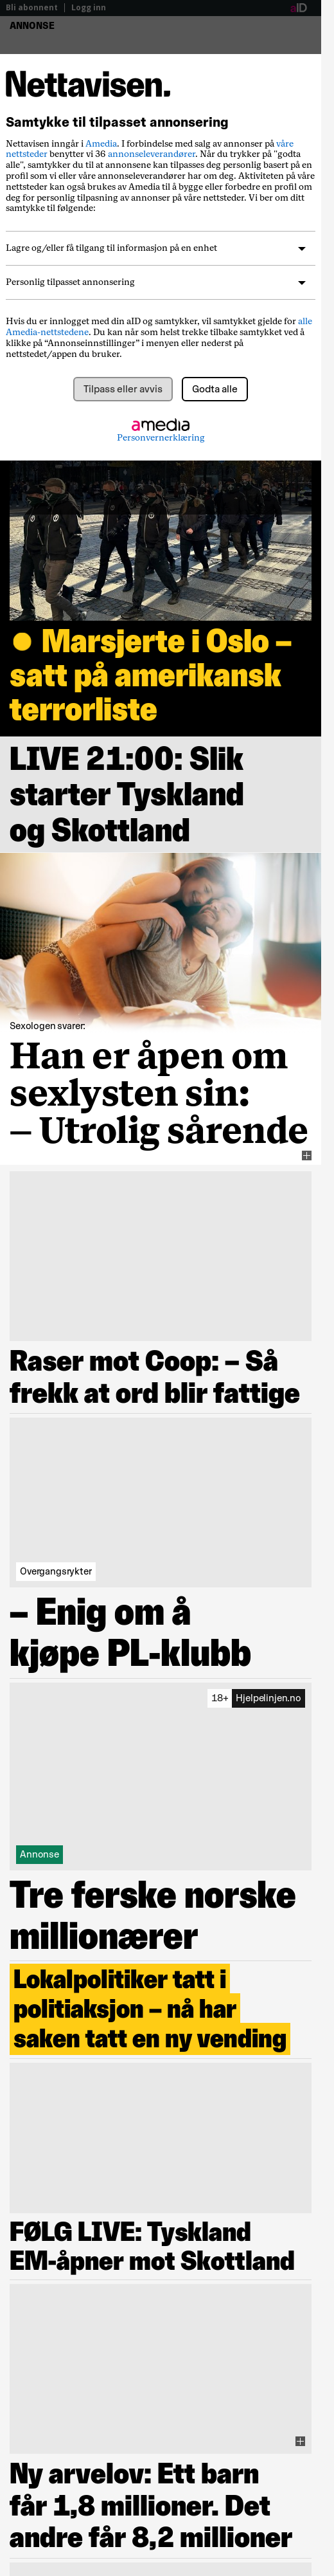 Bli abonnent | Logg inn
aID
ANNONSE
Nettavisen.
Samtykke til tilpasset annonsering
Nettavisen inngår i Amedia. I forbindelse med salg av annonser på våre
nettsteder benytter vi 36 annonseleverandører. Når du trykker på "godta
alle", samtykker du til at annonser kan tilpasses deg personlig basert på en
profil som vi eller våre annonseleverandører har om deg. Aktiviteten på våre
nettsteder kan også brukes av Amedia til å bygge eller forbedre en profil om
deg for personlig tilpasning av annonser på våre nettsteder. Vi ber om ditt
samtykke til følgende:
Lagre og/eller få tilgang til informasjon på en enhet
Personlig tilpasset annonsering
Hvis du er innlogget med din aID og samtykker, vil samtykket gjelde for alle
Amedia-nettstedene. Du kan når som helst trekke tilbake samtykket ved å
klikke på “Annonseinnstillinger” i menyen eller nederst på
nettstedet/appen du bruker.
Tilpass eller avvis
Godta alle
amedia
Personvernerklæring
Marsjerte i Oslo –
satt på amerikansk
terrorliste
LIVE 21:00: Slik
starter Tyskland
og Skottland
Sexologen svarer:
Han er åpen om
sexlysten sin:
– Utrolig sårende
Raser mot Coop: – Så
frekk at ord blir fattige
Overgangsrykter
– Enig om å
kjøpe PL-klubb
18+ Hjelpelinjen.no
Annonse
Tre ferske norske
millionærer
Lokalpolitiker tatt i
politiaksjon – nå har
saken tatt en ny vending
FØLG LIVE: Tyskland
EM-åpner mot Skottland
Ny arvelov: Ett barn
får 1,8 millioner. Det
andre får 8,2 millioner